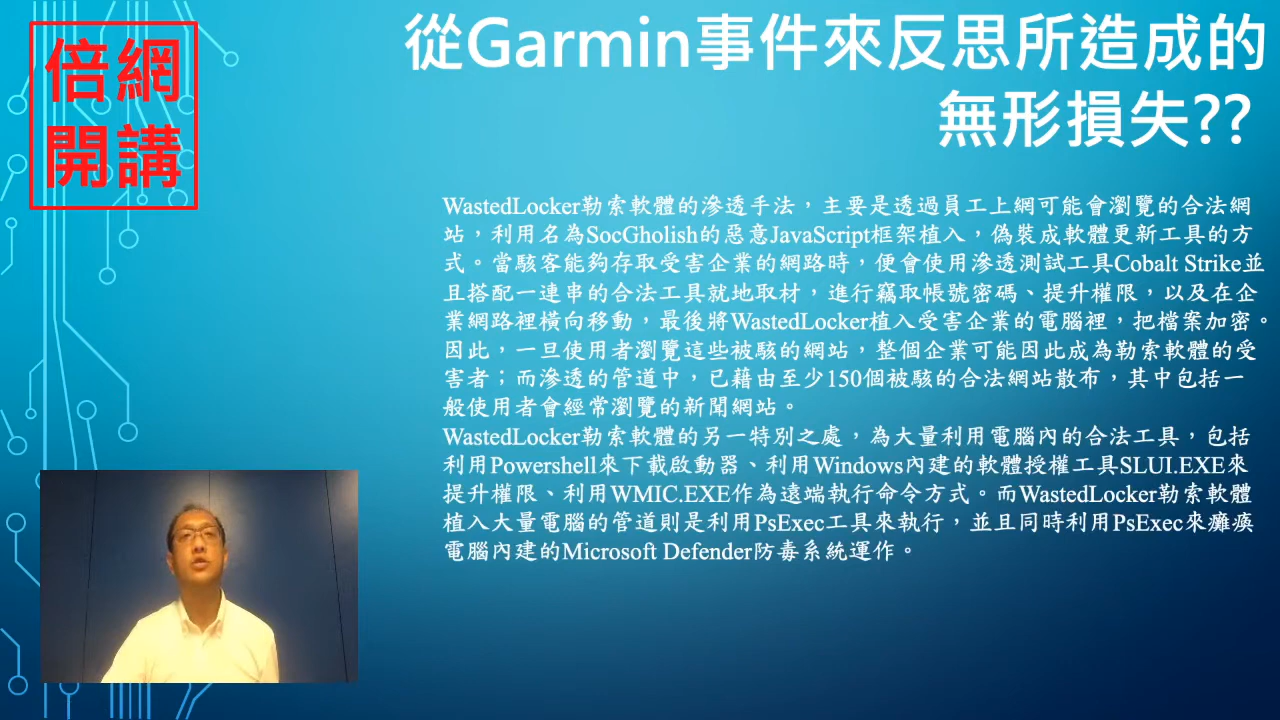 倍網
開講
從Garmin事件來反思所造成的
無形損失??
WastedLocker勒索軟體的滲透手法，主要是透過員工上網可能會瀏覽的合法網
站，利用名為SocGholish的惡意JavaScript框架植入，偽裝成軟體更新工具的方
式。當駭客能夠存取受害企業的網路時，便會使用滲透測試工具Cobalt Strike並
且搭配一連串的合法工具就地取材，進行竊取帳號密碼、提升權限，以及在企
業網路裡橫向移動，最後將WastedLocker植入受害企業的電腦裡，把檔案加密。
因此，一旦使用者瀏覽這些被駭的網站，整個企業可能因此成為勒索軟體的受
害者；而滲透的管道中，已藉由至少150個被駭的合法網站散布，其中包括一
般使用者會經常瀏覽的新聞網站。
WastedLocker勒索軟體的另一特別之處，為大量利用電腦內的合法工具，包括
利用Powershell來下載啟動器、利用Windows內建的軟體授權工具SLUI.EXE來
提升權限、利用WMIC.EXE作為遠端執行命令方式。而WastedLocker勒索軟體
植入大量電腦的管道則是利用PsExec工具來執行，並且同時利用PsExec來癱瘓
電腦內建的Microsoft Defender防毒系統運作。